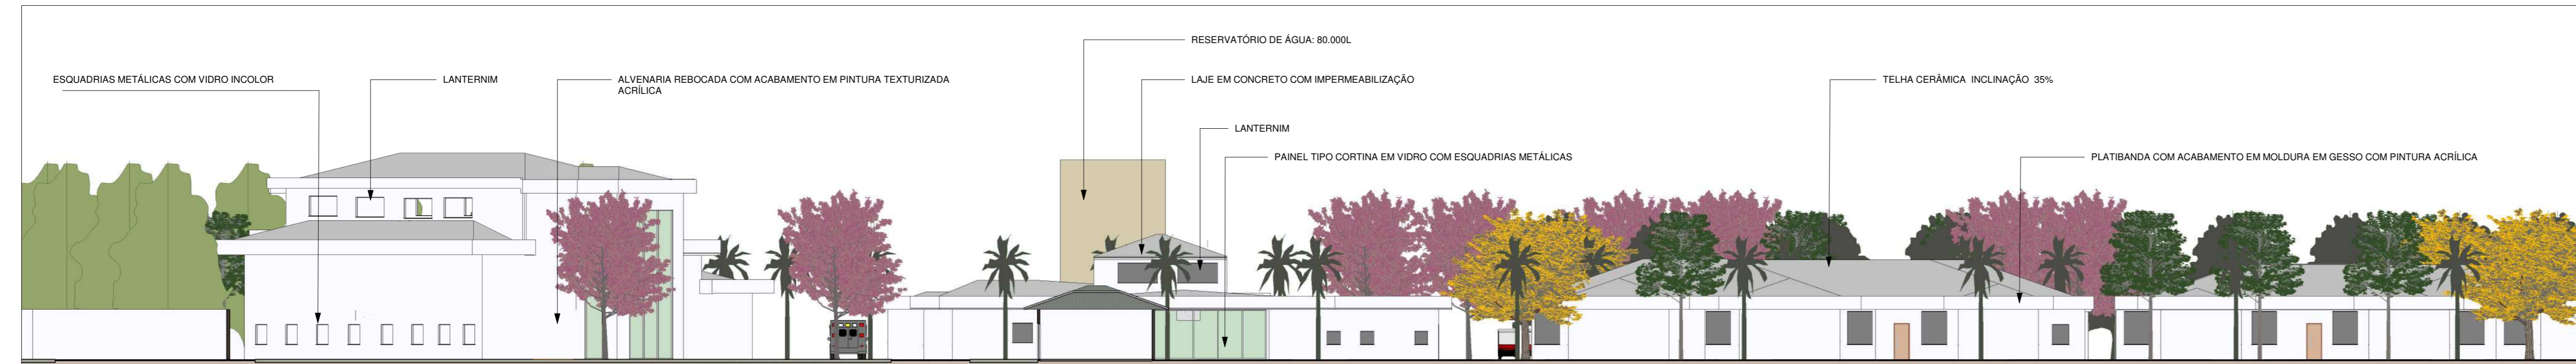 RESERVATÓRIO DE ÁGUA: 80.000L
ESQUADRIAS METÁLICAS COM VIDRO INCOLOR
LANTERNIM
ALVENARIA REBOCADA COM ACABAMENTO EM PINTURA TEXTURIZADA
ACRÍLICA
LAJE EM CONCRETO COM IMPERMEABILIZAÇÃO
TELHA CERÂMICA INCLINAÇÃO 35%
LANTERNIM
PAINEL TIPO CORTINA EM VIDRO COM ESQUADRIAS METÁLICAS
PLATIBANDA COM ACABAMENTO EM MOLDURA EM GESSO COM PINTURA ACRÍLICA